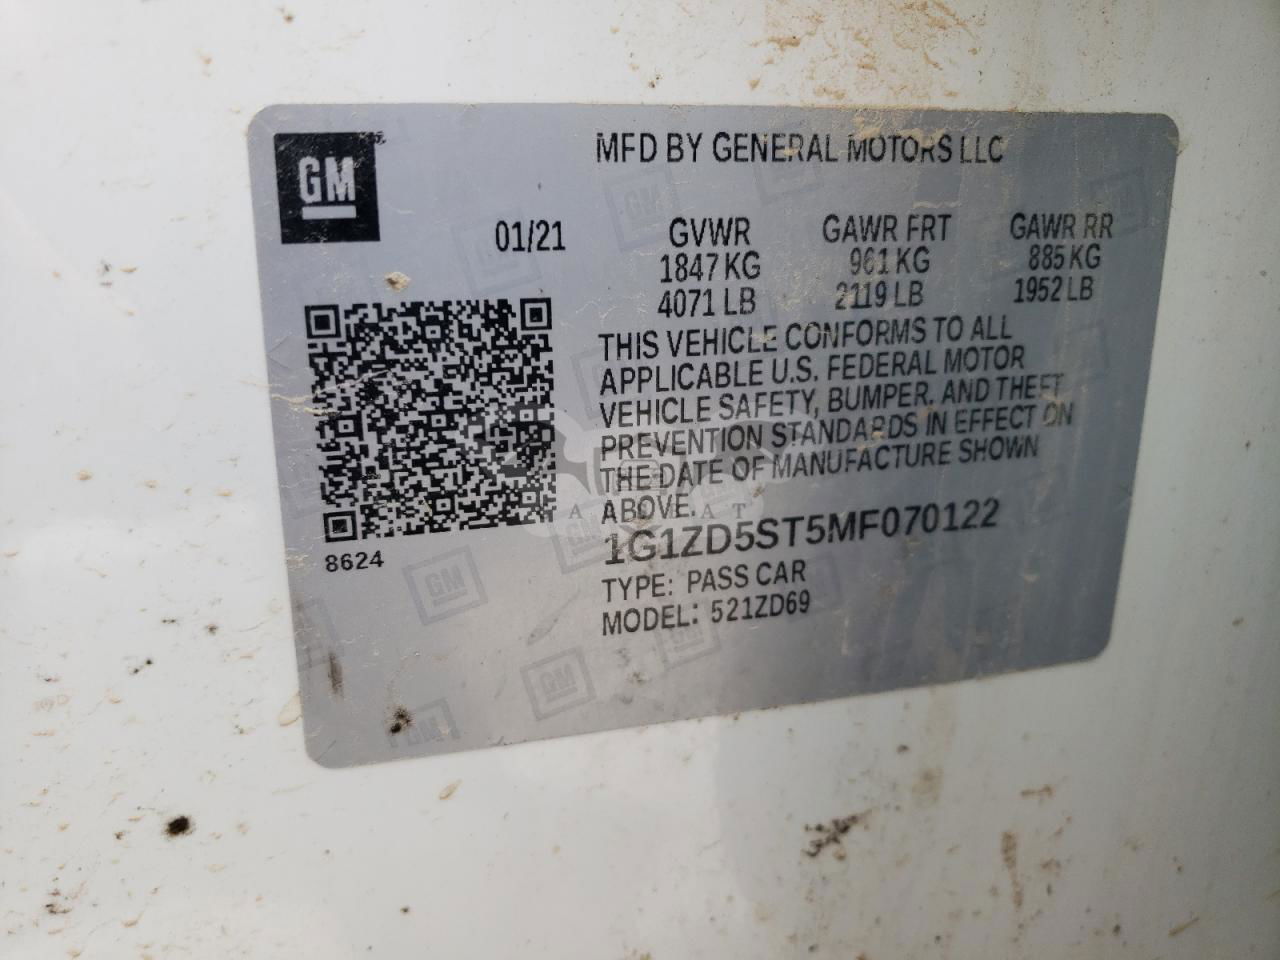 GM
MFD BY GENERAL MOTORS LLC
01/21 GVWR GAWR FRT GAWR RR
1847 KG 961 KG 885 KG
4071 LB 2119 LB 1952 LB
THIS VEHICLE CONFORMS TO ALL
APPLICABLE U.S. FEDERAL MOTOR
VEHICLE SAFETY, BUMPER, AND THEFT
PREVENTION STANDARDS IN EFFECT ON
THE DATE OF MANUFACTURE SHOWN
ABOVE.
1G1ZD5ST5MF070122
TYPE: PASS CAR
MODEL: 521ZD69
8624